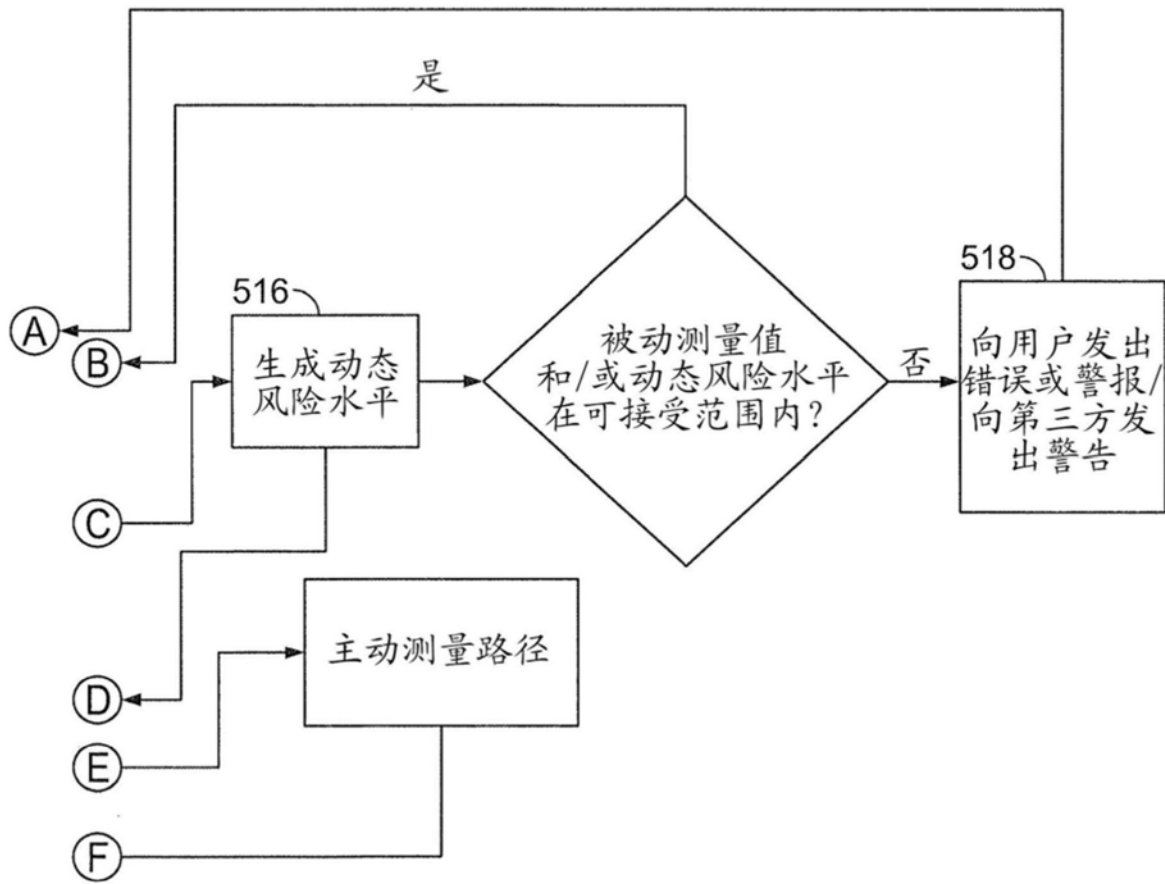 是
516
518
A
B
生成动态
风险水平
被动测量值
和/或动态风险水平
在可接受范围内?
否
向用户发出
错误或警报/
向第三方发
出警告
C
主动测量路径
D
E
F